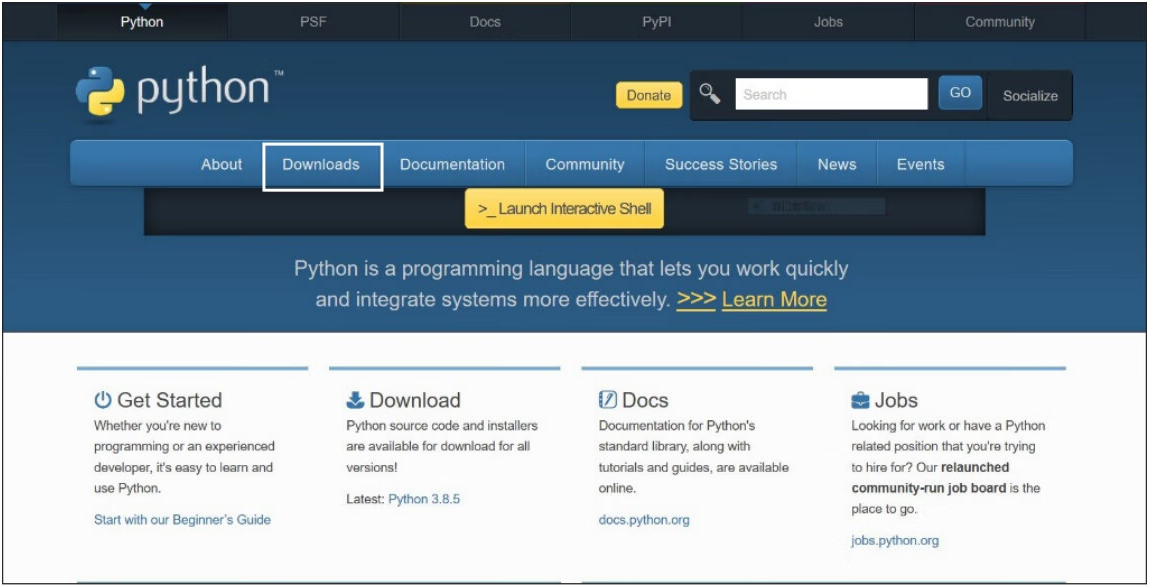 Python PSF Docs PyPI Jobs Community
python™
Donate Search GO Socialize
About Downloads Documentation Community Success Stories News Events
>_ Launch Interactive Shell
Python is a programming language that lets you work quickly
and integrate systems more effectively. >>> Learn More
Get Started
Whether you're new to
programming or an experienced
developer, it's easy to learn and
use Python.
Start with our Beginner's Guide
Download
Python source code and installers
are available for download for all
versions!
Latest: Python 3.8.5
Docs
Documentation for Python's
standard library, along with
tutorials and guides, are available
online.
docs.python.org
Jobs
Looking for work or have a Python
related position that you're trying
to hire for? Our relaunched
community-run job board is the
place to go.
jobs.python.org